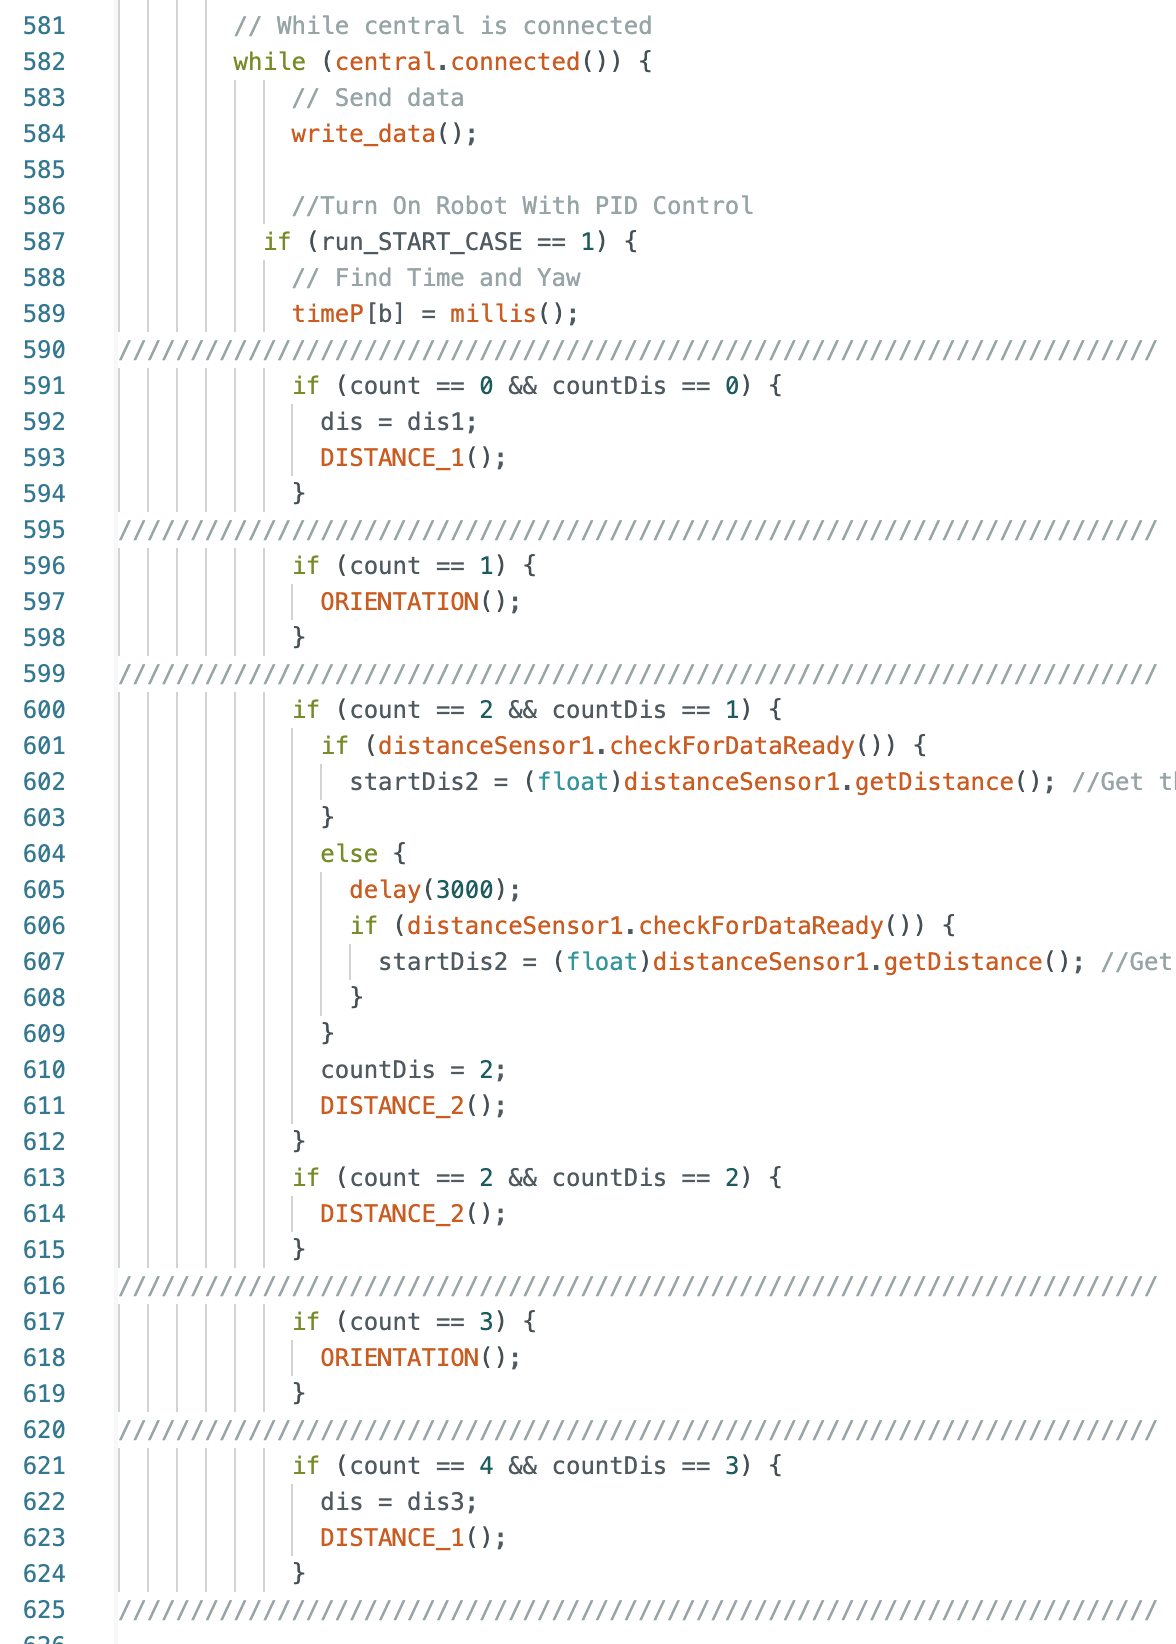 581 // While central is connected
582 while (central.connected()) {
583 // Send data
584 write_data();
585
586 //Turn On Robot With PID Control
587 if (run_START_CASE == 1) {
588 // Find Time and Yaw
589 timeP[b] = millis();
590 ////////////////////////////////////////////////////////////////////////
591 if (count == 0 && countDis == 0) {
592 dis = dis1;
593 DISTANCE_1();
594 }
595 ////////////////////////////////////////////////////////////////////////
596 if (count == 1) {
597 ORIENTATION();
598 }
599 ////////////////////////////////////////////////////////////////////////
600 if (count == 2 && countDis == 1) {
601 if (distanceSensor1.checkForDataReady()) {
602 startDis2 = (float)distanceSensor1.getDistance(); //Get
603 }
604 else {
605 delay(3000);
606 if (distanceSensor1.checkForDataReady()) {
607 startDis2 = (float)distanceSensor1.getDistance(); //Get
608 }
609 }
610 countDis = 2;
611 DISTANCE_2();
612 }
613 if (count == 2 && countDis == 2) {
614 DISTANCE_2();
615 }
616 ////////////////////////////////////////////////////////////////////////
617 if (count == 3) {
618 ORIENTATION();
619 }
620 ////////////////////////////////////////////////////////////////////////
621 if (count == 4 && countDis == 3) {
622 dis = dis3;
623 DISTANCE_1();
624 }
625 ////////////////////////////////////////////////////////////////////////